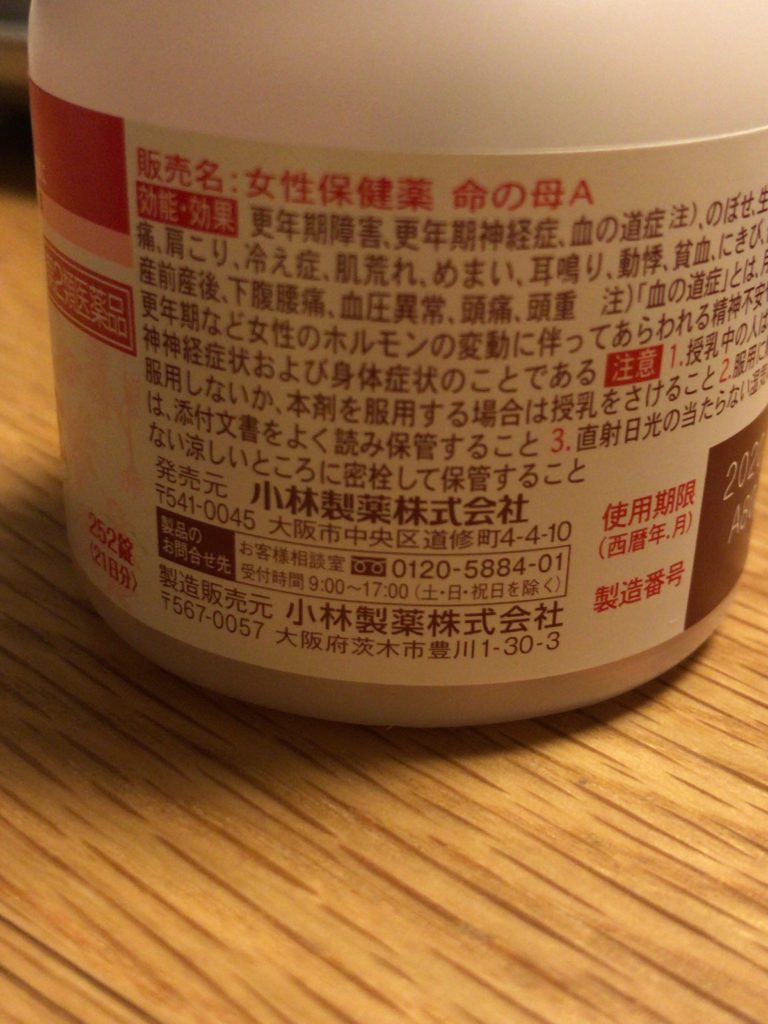 販売名：女性保健薬 命の母A
効能・効果 更年期障害、更年期神経症、血の道症注)、のぼせ、生
痛、肩こり、冷え症、肌荒れ、めまい、耳鳴り、動悸、貧血、にきび、
産前産後、下腹腰痛、血圧異常、頭痛、頭重 注)「血の道症」とは、月
更年期など女性のホルモンの変動に伴ってあらわれる精神不安
神神経症状および身体症状のことである 注意 1.授乳中の人は
服用しないか、本剤を服用する場合は授乳をさけること 2.服用に
は、添付文書をよく読み保管すること 3.直射日光の当たらない
ない涼しいところに密栓して保管すること
発売元 小林製薬株式会社
〒541-0045 大阪市中央区道修町4-4-10
製品のお問合せ先
お客様相談室 0120-5884-01
受付時間 9:00~17:00 (土・日・祝日を除く)
製造販売元 小林製薬株式会社
〒567-0057 大阪府茨木市豊川1-30-3
使用期限
(西暦年.月)
製造番号
2類医薬品
252錠
(21日分)